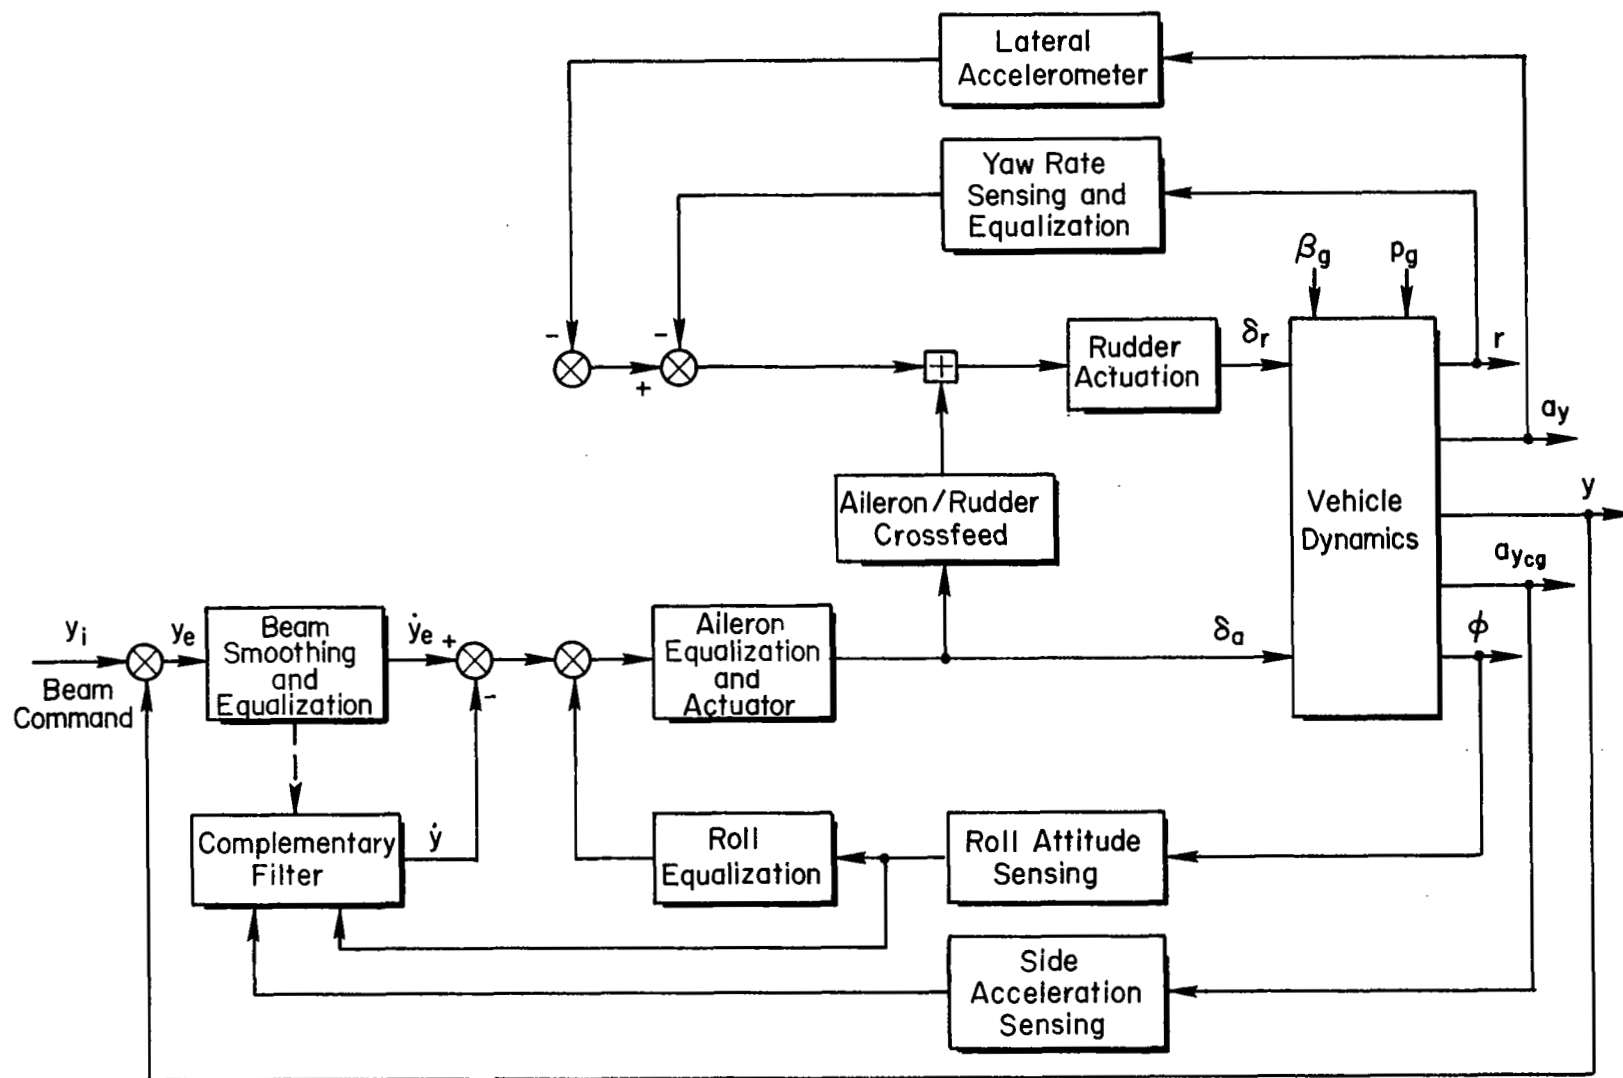 Lateral
Accelerometer
Yaw Rate
Sensing and
Equalization
βg
pg
-
-
+
+
Rudder
Actuation
δr
r
ay
Aileron/Rudder
Crossfeed
Vehicle
Dynamics
y
aycg
yi
Beam
Command
ye
Beam
Smoothing
and
Equalization
ẏe
+
-
Aileron
Equalization
and
Actuator
δa
ϕ
Complementary
Filter
ẏ
Roll
Equalization
Roll Attitude
Sensing
Side
Acceleration
Sensing